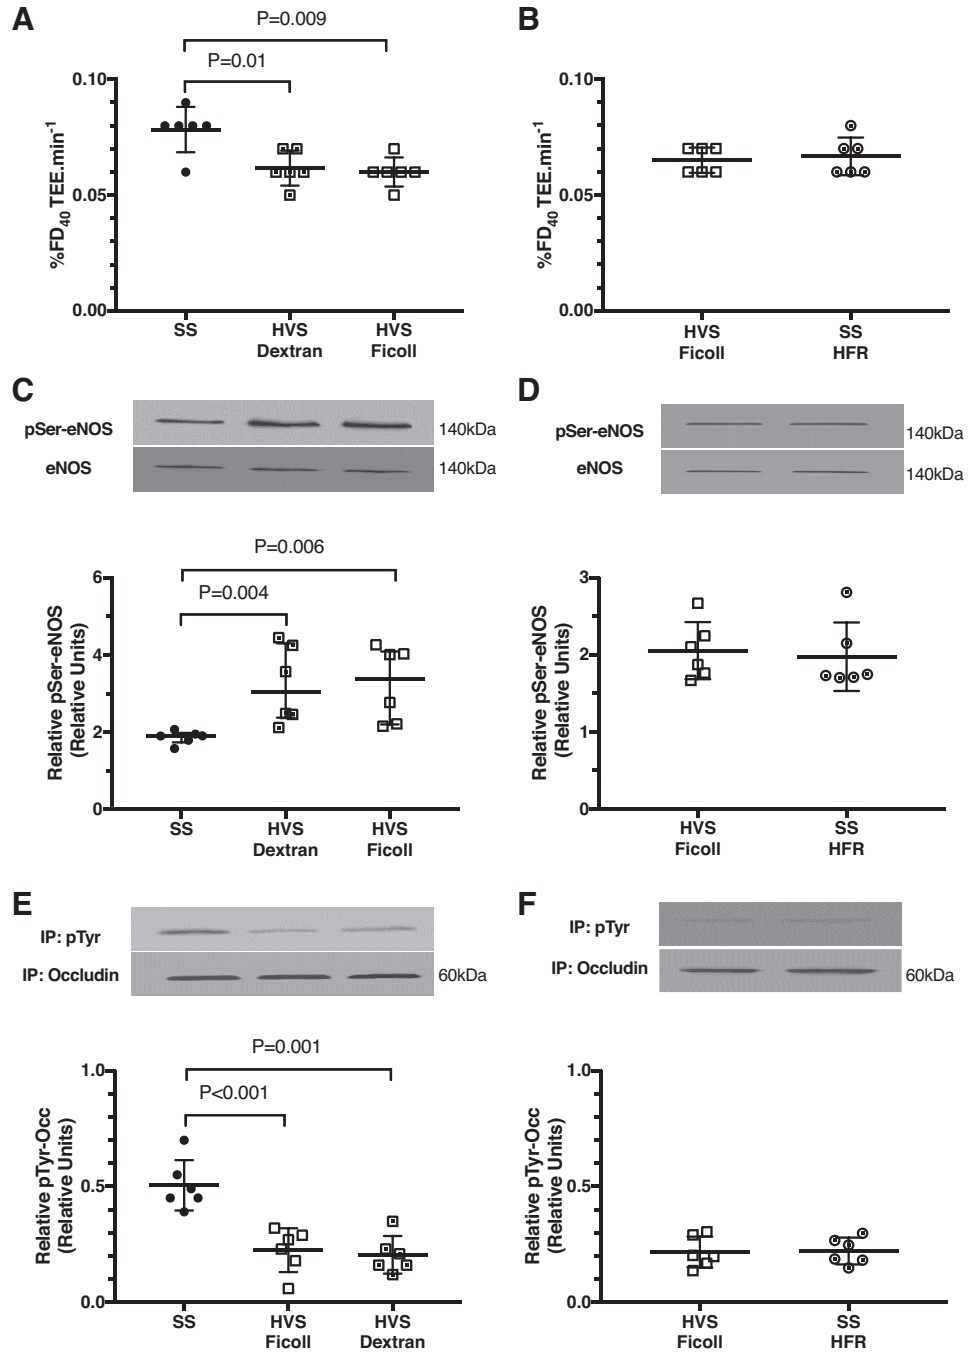 A
P=0.009
P=0.01
%FD40 TEE.min-1
0.10
0.05
0.00
SS
HVS
Dextran
HVS
Ficoll
B
%FD40 TEE.min-1
0.10
0.05
0.00
HVS
Ficoll
SS
HFR
C
pSer-eNOS
140kDa
eNOS
140kDa
P=0.006
P=0.004
Relative pSer-eNOS
(Relative Units)
6
4
2
0
SS
HVS
Dextran
HVS
Ficoll
D
pSer-eNOS
140kDa
eNOS
140kDa
Relative pSer-eNOS
(Relative Units)
3
2
1
0
HVS
Ficoll
SS
HFR
E
IP: pTyr
IP: Occludin
60kDa
P=0.001
P<0.001
Relative pTyr-Occ
(Relative Units)
1.0
0.5
0.0
SS
HVS
Ficoll
HVS
Dextran
F
IP: pTyr
IP: Occludin
60kDa
Relative pTyr-Occ
(Relative Units)
1.0
0.5
0.0
HVS
Ficoll
SS
HFR